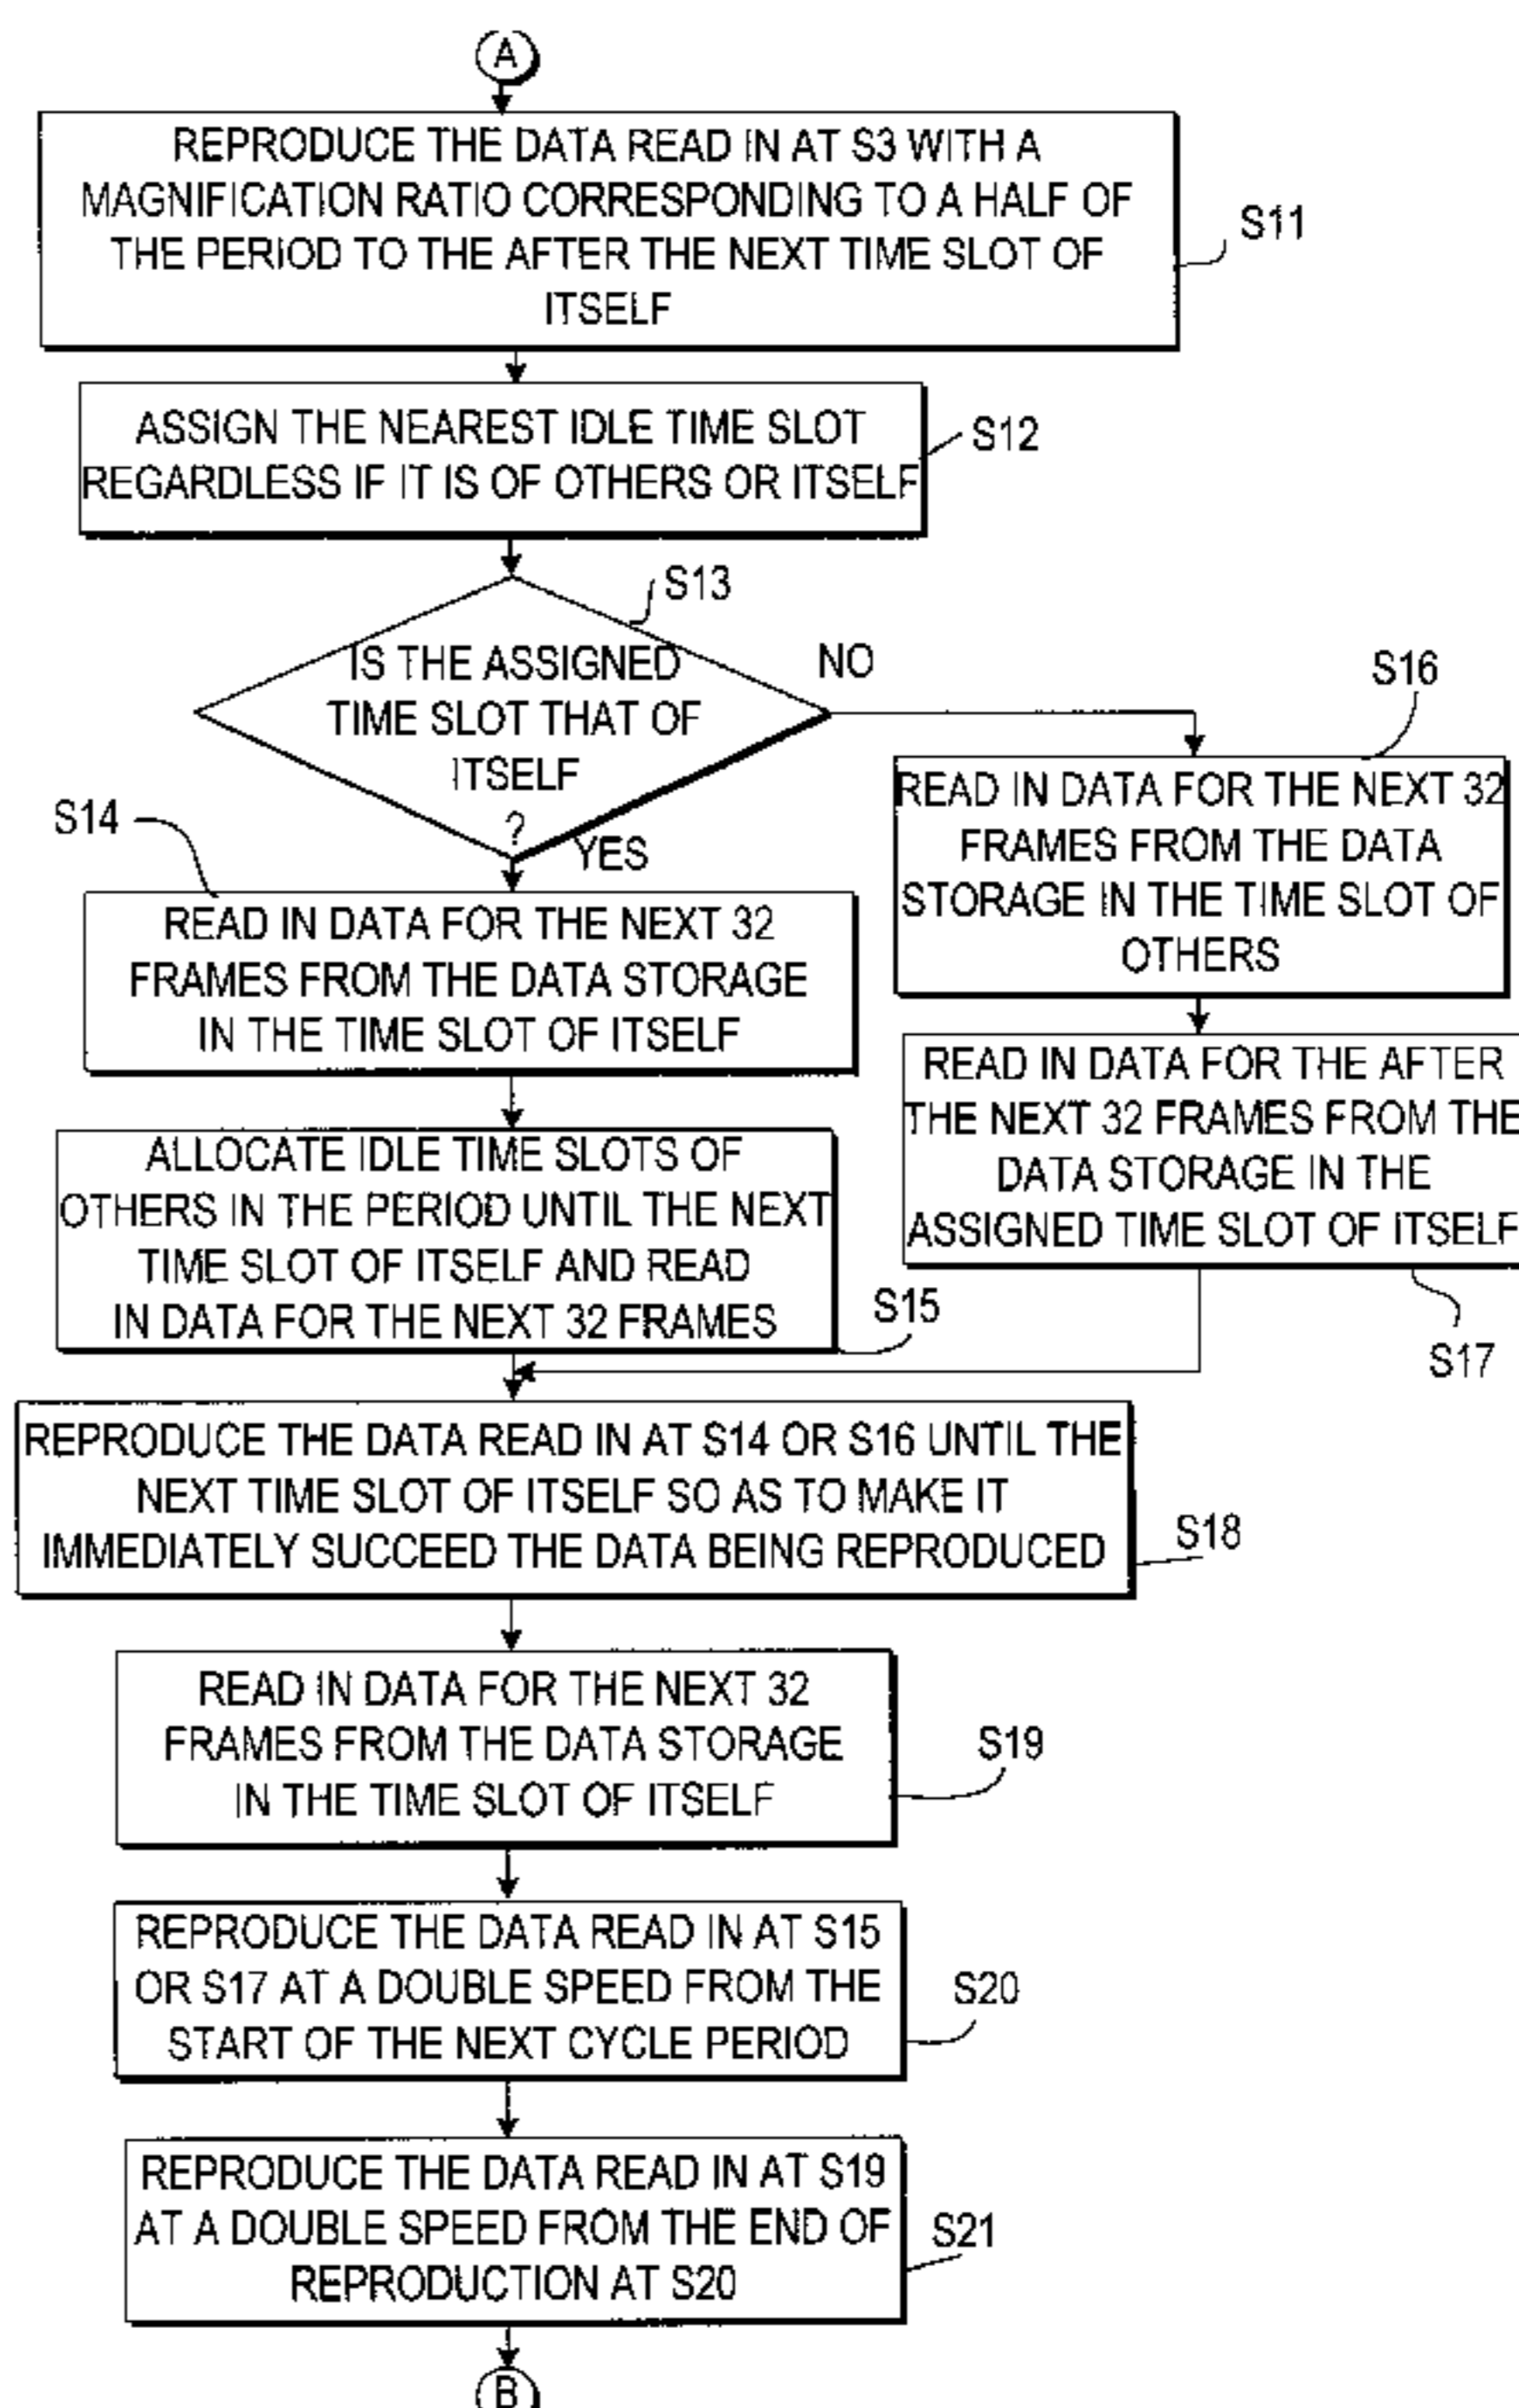 A
REPRODUCE THE DATA READ IN AT S3 WITH A
MAGNIFICATION RATIO CORRESPONDING TO A HALF OF
THE PERIOD TO THE AFTER THE NEXT TIME SLOT OF
ITSELF
S11
ASSIGN THE NEAREST IDLE TIME SLOT
REGARDLESS IF IT IS OF OTHERS OR ITSELF
S12
S13
IS THE ASSIGNED
TIME SLOT THAT OF
ITSELF
?
NO
YES
S14
READ IN DATA FOR THE NEXT 32
FRAMES FROM THE DATA STORAGE
IN THE TIME SLOT OF ITSELF
S16
READ IN DATA FOR THE NEXT 32
FRAMES FROM THE DATA
STORAGE IN THE TIME SLOT OF
OTHERS
ALLOCATE IDLE TIME SLOTS OF
OTHERS IN THE PERIOD UNTIL THE NEXT
TIME SLOT OF ITSELF AND READ
IN DATA FOR THE NEXT 32 FRAMES
S15
READ IN DATA FOR THE AFTER
THE NEXT 32 FRAMES FROM THE
DATA STORAGE IN THE
ASSIGNED TIME SLOT OF ITSELF
S17
REPRODUCE THE DATA READ IN AT S14 OR S16 UNTIL THE
NEXT TIME SLOT OF ITSELF SO AS TO MAKE IT
IMMEDIATELY SUCCEED THE DATA BEING REPRODUCED
S18
READ IN DATA FOR THE NEXT 32
FRAMES FROM THE DATA STORAGE
IN THE TIME SLOT OF ITSELF
S19
REPRODUCE THE DATA READ IN AT S15
OR S17 AT A DOUBLE SPEED FROM THE
START OF THE NEXT CYCLE PERIOD
S20
REPRODUCE THE DATA READ IN AT S19
AT A DOUBLE SPEED FROM THE END OF
REPRODUCTION AT S20
S21
B